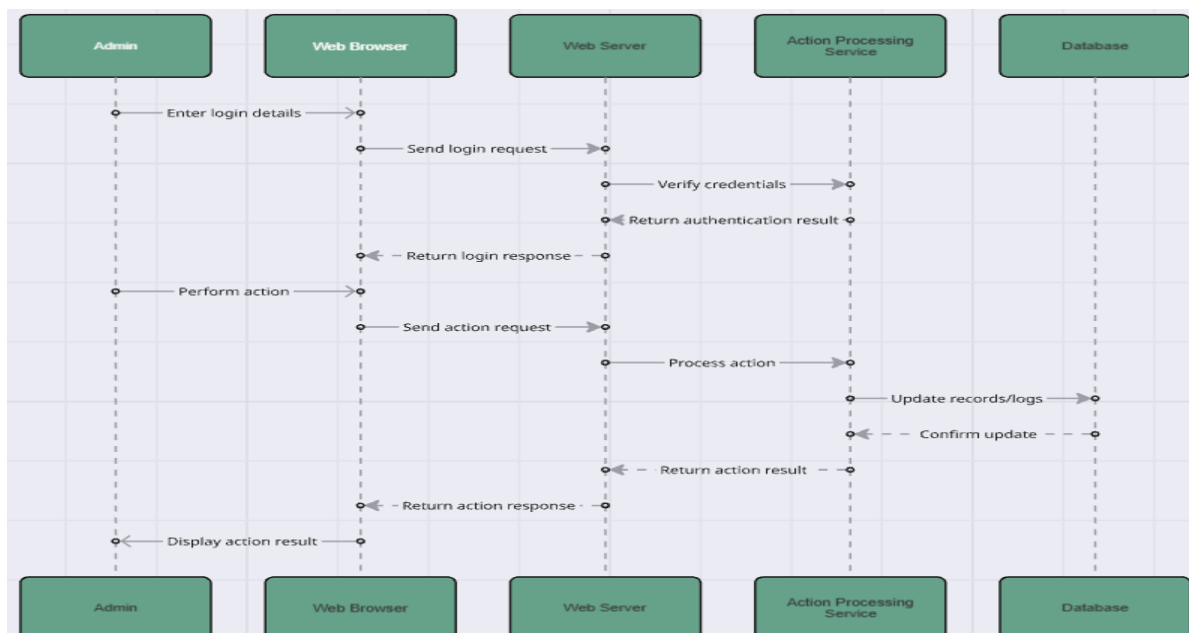 Admin
Web Browser
Web Server
Action Processing
Service
Database
Enter login details
Send login request
Verify credentials
Return authentication result
Return login response
Perform action
Send action request
Process action
Update records/logs
Confirm update
Return action result
Return action response
Display action result
Admin
Web Browser
Web Server
Action Processing
Service
Database